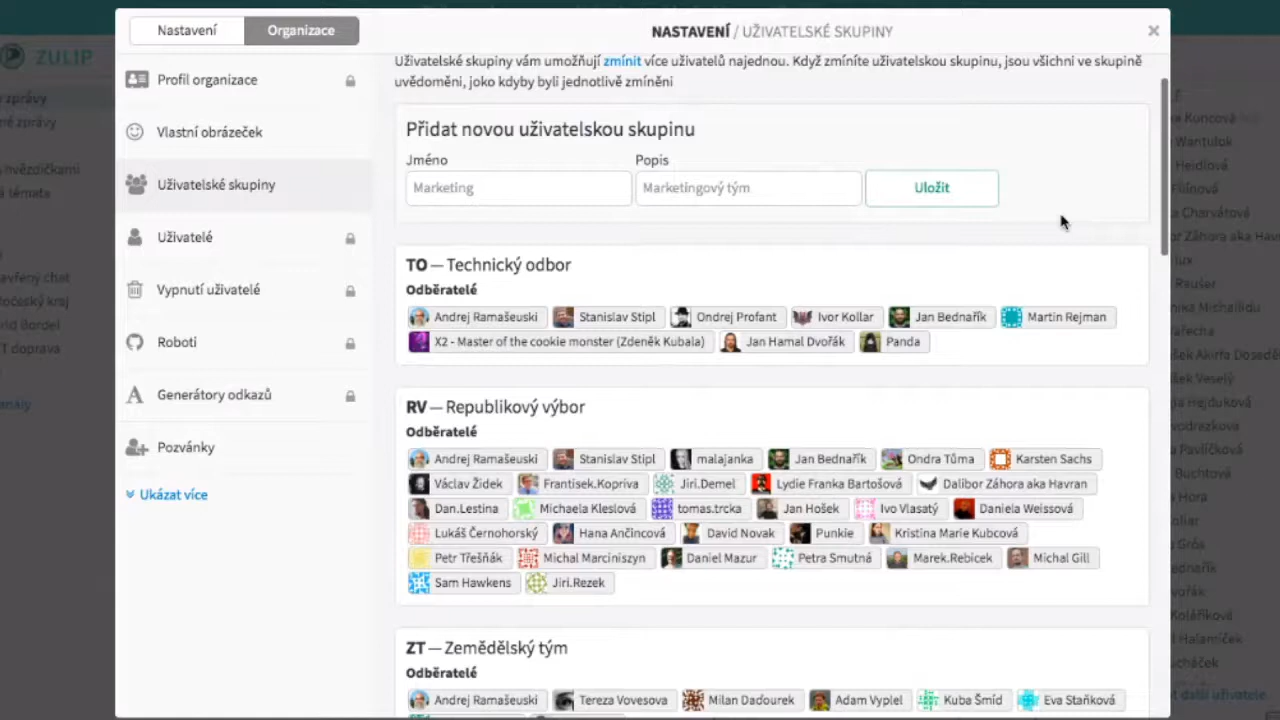 Nastavení
Organizace
NASTAVENÍ / UŽIVATELSKÉ SKUPINY
ZULIP
Profil organizace
Vlastní obrázeček
Uživatelské skupiny
Uživatelé
Vypnutí uživatelé
Roboti
Generátory odkazů
Pozvánky
Ukázat více
Uživatelské skupiny vám umožňují zmínit více uživatelů najednou. Když zmíníte uživatelskou skupinu, jsou všichni ve skupině
uvědoměni, joko kdyby byli jednotlivě zmíněni
Přidat novou uživatelskou skupinu
Jméno Popis
Marketing Marketingový tým Uložit
TO — Technický odbor
Odběratelé
Andrej Ramašeuski Stanislav Štipl Ondrej Profant Ivor Kollar Jan Bednařík Martin Rejman
X2 - Master of the cookie monster (Zdeněk Kubala) Jan Hamal Dvořák Panda
RV — Republikový výbor
Odběratelé
Andrej Ramašeuski Stanislav Štipl malajanka Jan Bednařík Ondra Tůma Karsten Sachs
Václav Židek Frantisek.Kopriva Jiri.Demel Lydie Franka Bartošová Dalibor Záhora aka Havran
Dan.Lestina Michaela Kleslová tomas.trcka Jan Hošek Ivo Vlasatý Daniela Weissová
Lukáš Černohorský Hana Ančincová David Novak Punkie Kristina Marie Kubcová
Petr Třešňák Michal Marciniszyn Daniel Mazur Petra Smutná Marek.Rebicek Michal Gill
Sam Hawkens Jiri.Rezek
ZT — Zemědělský tým
Odběratelé
Andrej Ramašeuski Tereza Vovesova Milan Daďourek Adam Vyplel Kuba Šmíd Eva Staňková